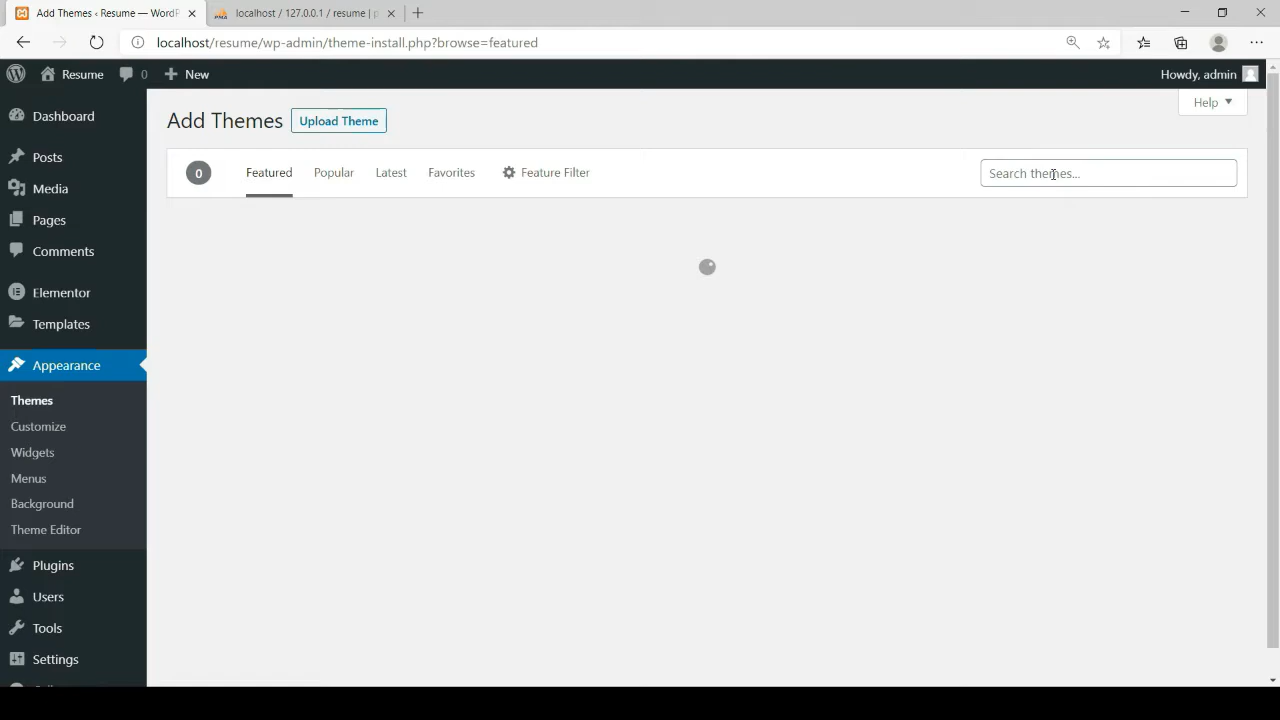 Add Themes ‹ Resume — WordP
localhost / 127.0.0.1 / resume | p
localhost/resume/wp-admin/theme-install.php?browse=featured
Resume
0
New
Howdy, admin
Help
Dashboard
Posts
Media
Pages
Comments
Elementor
Templates
Appearance
Themes
Customize
Widgets
Menus
Background
Theme Editor
Plugins
Users
Tools
Settings
Add Themes
Upload Theme
0
Featured
Popular
Latest
Favorites
Feature Filter
Search themes...